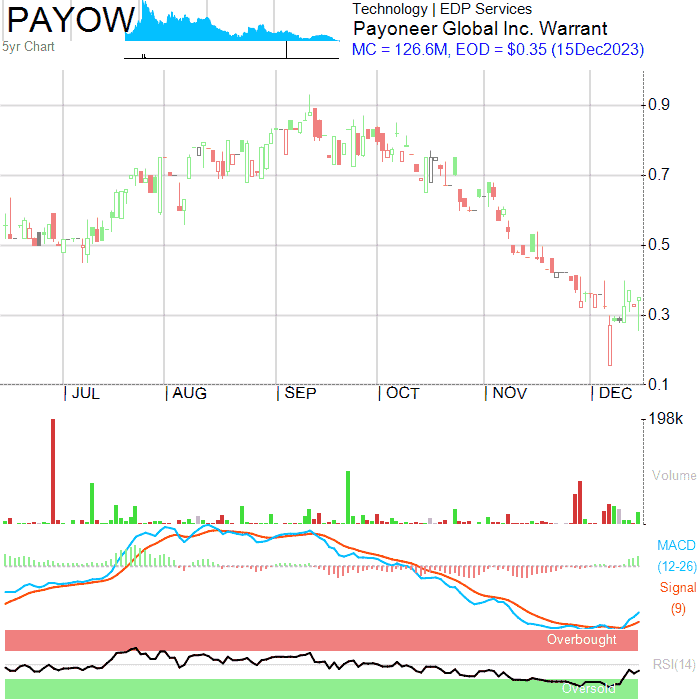 PAYOW
5yr Chart
Technology | EDP Services
Payoneer Global Inc. Warrant
MC = 126.6M, EOD = $0.35 (15Dec2023)
0.9
0.7
0.5
0.3
0.1
| JUL | AUG | SEP | OCT | NOV | DEC
198k
Volume
MACD
(12-26)
Signal
(9)
Overbought
RSI(14)
Oversold